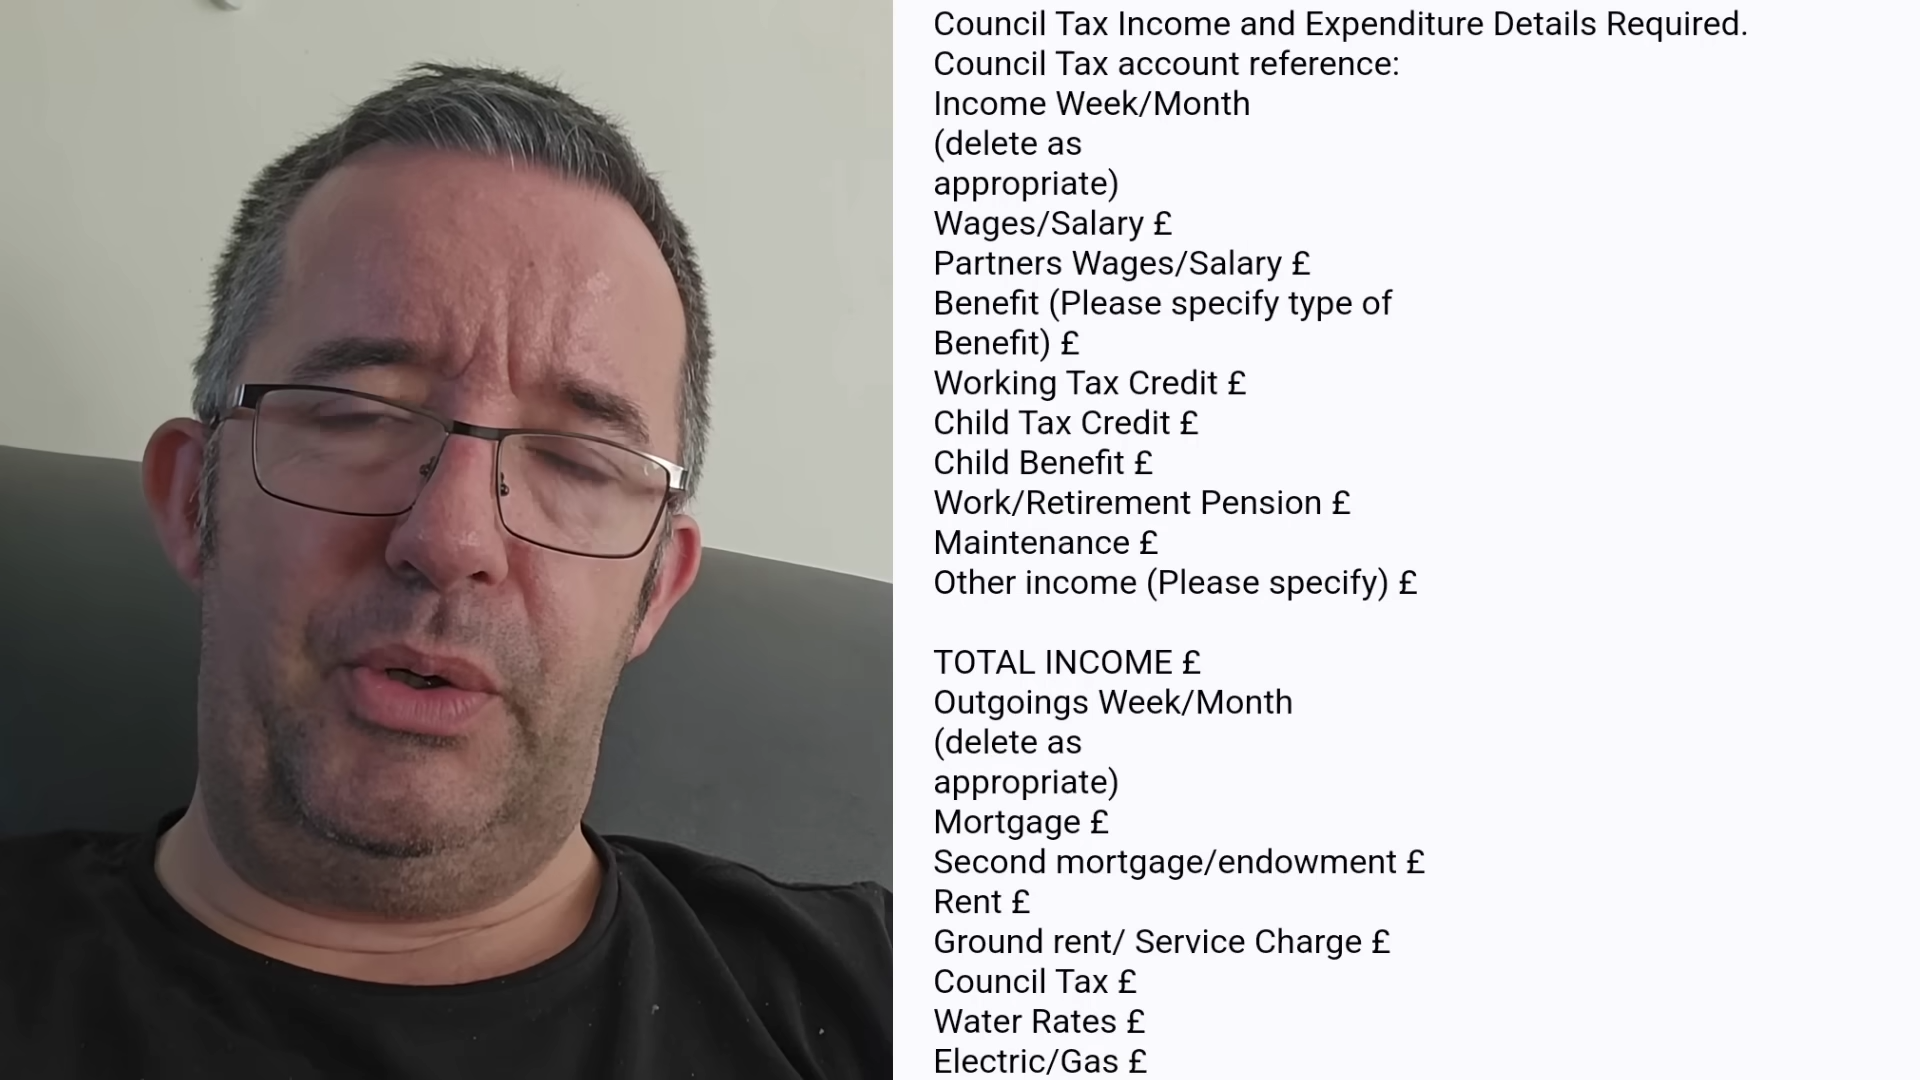 Council Tax Income and Expenditure Details Required.
Council Tax account reference:
Income Week/Month
(delete as
appropriate)
Wages/Salary £
Partners Wages/Salary £
Benefit (Please specify type of
Benefit) £
Working Tax Credit £
Child Tax Credit £
Child Benefit £
Work/Retirement Pension £
Maintenance £
Other income (Please specify) £
TOTAL INCOME £
Outgoings Week/Month
(delete as
appropriate)
Mortgage £
Second mortgage/endowment £
Rent £
Ground rent/ Service Charge £
Council Tax £
Water Rates £
Electric/Gas £